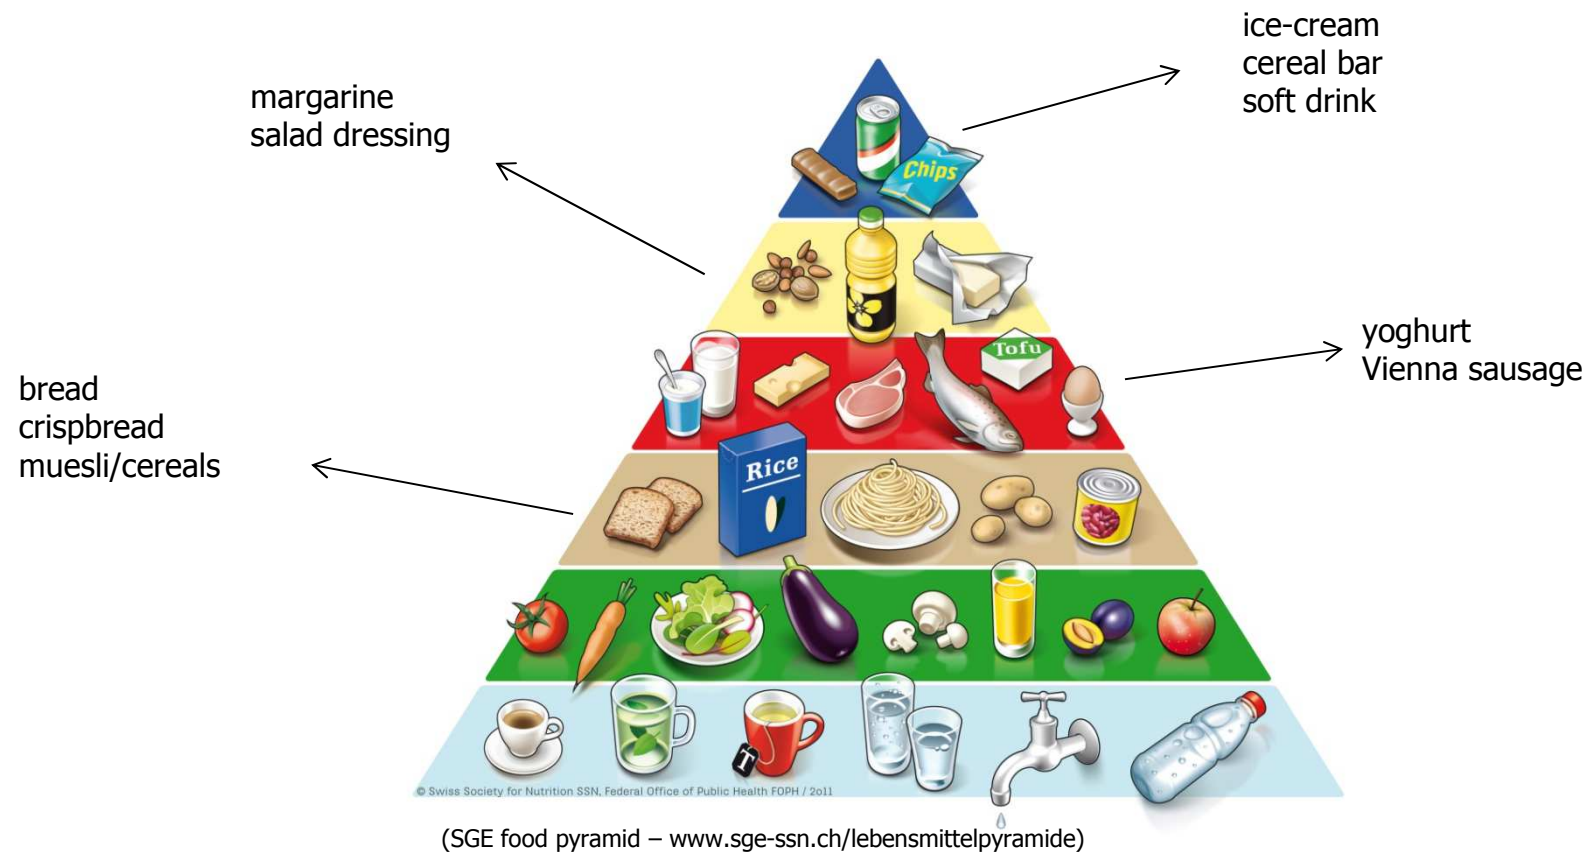 ice-cream
cereal bar
soft drink
margarine
salad dressing
Chips
Tofu
yoghurt
Vienna sausage
bread
crispbread
muesli/cereals
Rice
T
© Swiss Society for Nutrition SSN, Federal Office of Public Health FOPH / 2o11
(SGE food pyramid – www.sge-ssn.ch/lebensmittelpyramide)